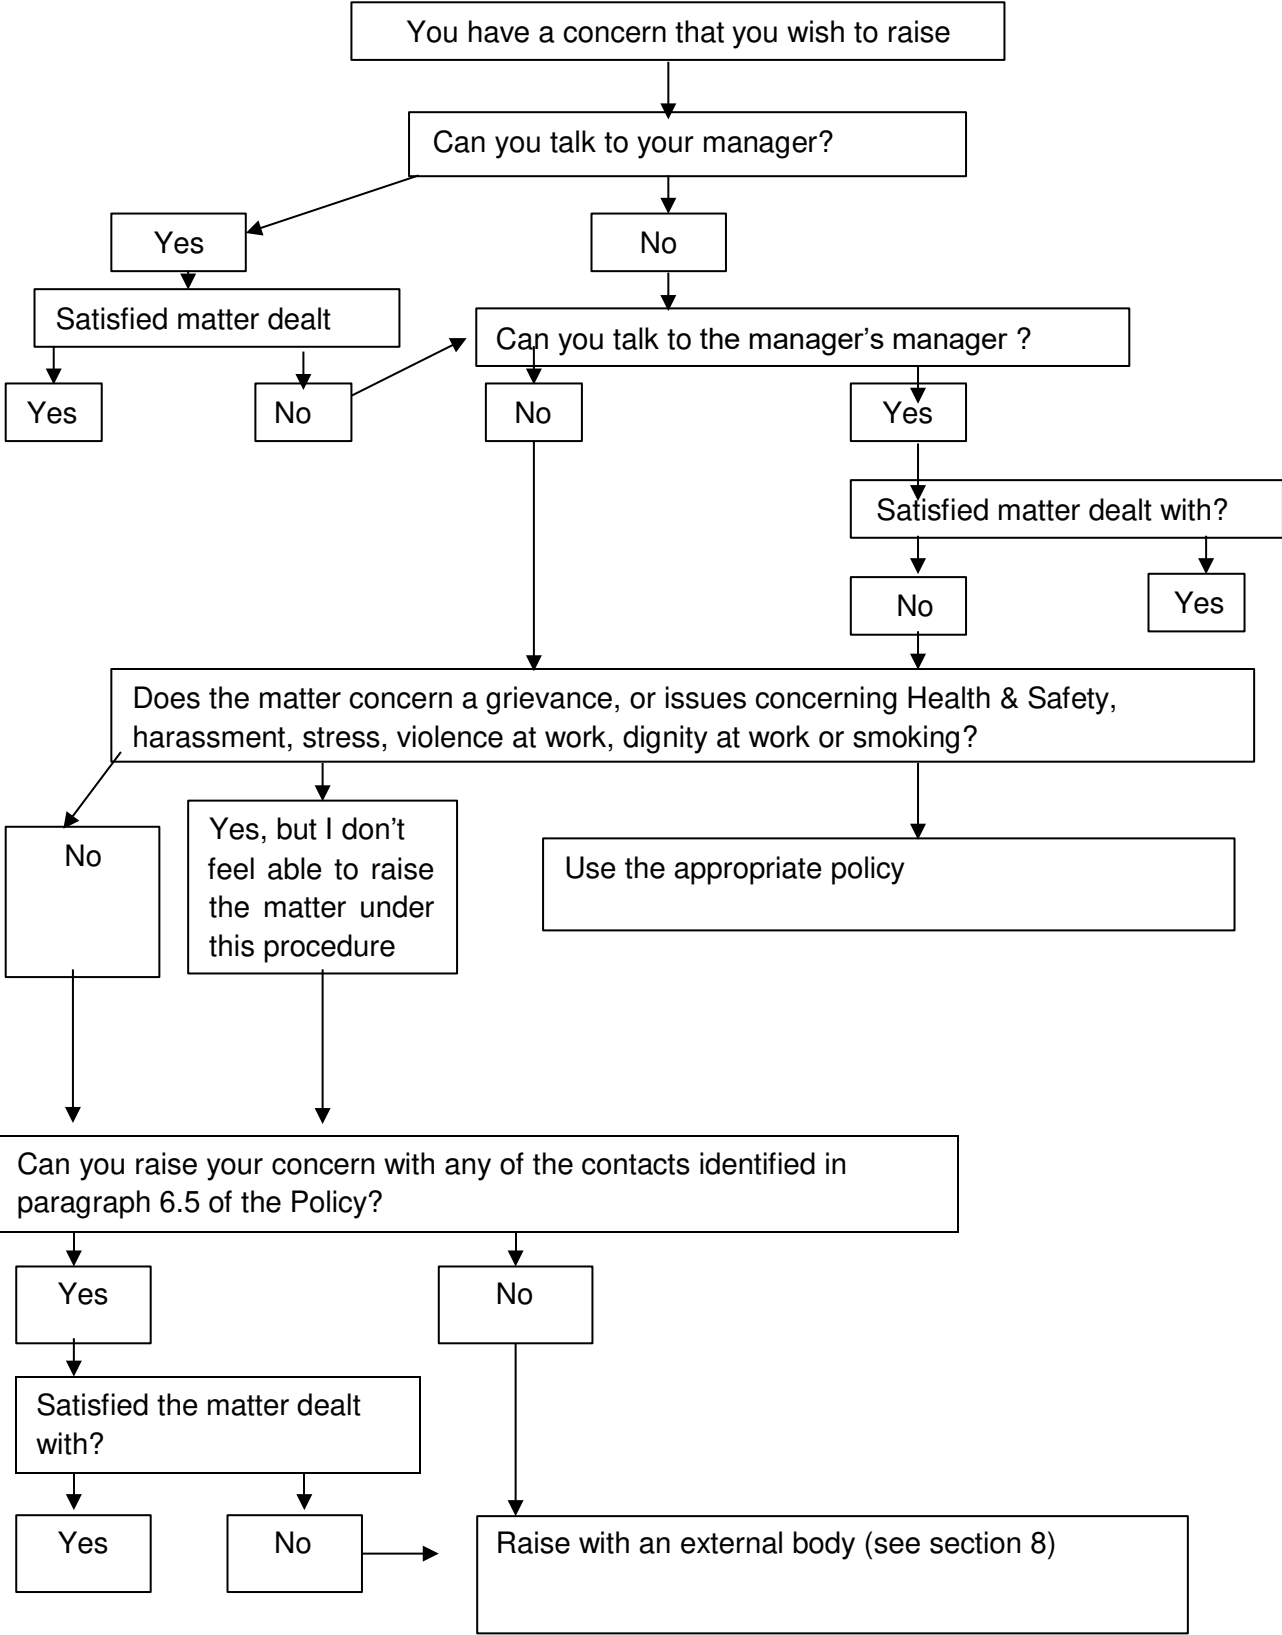 You have a concern that you wish to raise
Can you talk to your manager?
Yes
No
Satisfied matter dealt
Can you talk to the manager’s manager ?
Yes
No
No
Yes
Satisfied matter dealt with?
No
Yes
Does the matter concern a grievance, or issues concerning Health & Safety,
harassment, stress, violence at work, dignity at work or smoking?
No
Yes, but I don’t
feel able to raise
the matter under
this procedure
Use the appropriate policy
Can you raise your concern with any of the contacts identified in
paragraph 6.5 of the Policy?
Yes
No
Satisfied the matter dealt
with?
Yes
No
Raise with an external body (see section 8)